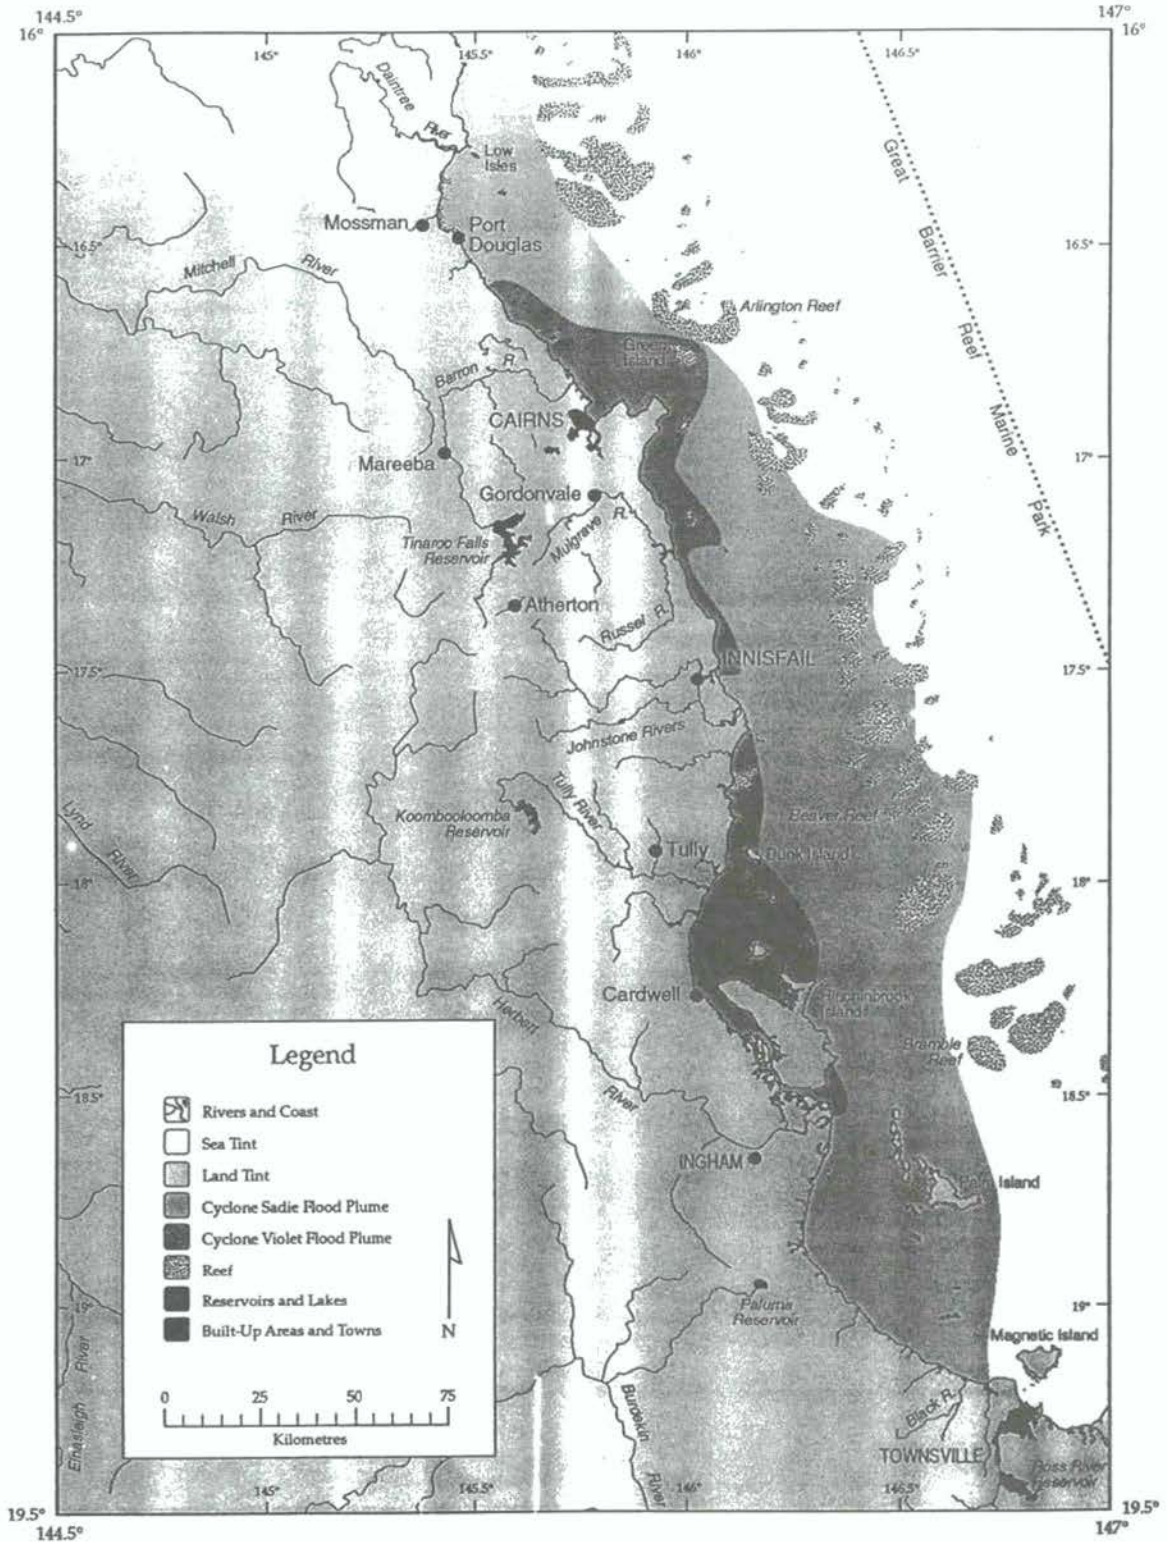 144.5°
147°
16°
16°
145°
145.5°
146°
146.5°
Daintree
River
Low
Isles
Great
Barrier
Reef
Marine
Park
Mossman
Port
Douglas
16.5°
16.5°
Mitchell
River
Arlington Reef
Green
Island
Barron
R.
CAIRNS
Mareeba
17°
17°
Gordonvale
Walsh
River
Tinaroo Falls
Reservoir
Mulgrave
R.
Atherton
Russel R.
INNISFAIL
17.5°
17.5°
Johnstone Rivers
Tully River
Koombooloomba
Reservoir
Beaver Reef
Lynd
River
Tully
Dunk Island
18°
18°
Cardwell
Hinchinbrook
Island
Herbert
River
Bramble
Reef
18.5°
18.5°
INGHAM
Palm Island
Legend
Rivers and Coast
Sea Tint
Land Tint
Cyclone Sadie Flood Plume
Cyclone Violet Flood Plume
Reef
Reservoirs and Lakes
Built-Up Areas and Towns
N
0
25
50
75
Kilometres
19°
19°
Paluma
Reservoir
Magnetic Island
Einasleigh
River
Burdekin
River
Black R.
TOWNSVILLE
Ross River
Reservoir
145°
145.5°
146°
146.5°
19.5°
19.5°
144.5°
147°